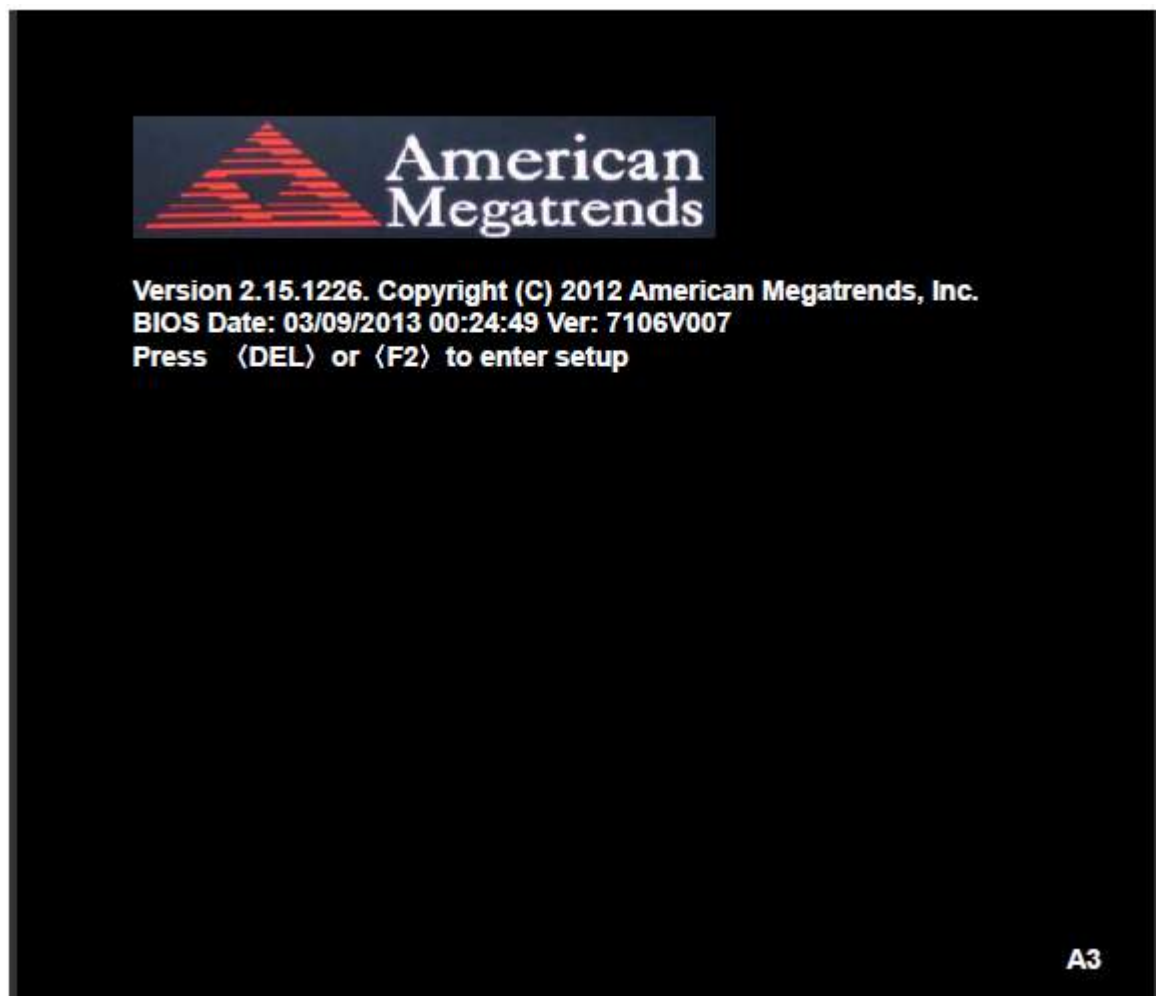 American
Megatrends
Version 2.15.1226. Copyright (C) 2012 American Megatrends, Inc.
BIOS Date: 03/09/2013 00:24:49 Ver: 7106V007
Press 〈DEL〉 or 〈F2〉 to enter setup
A3